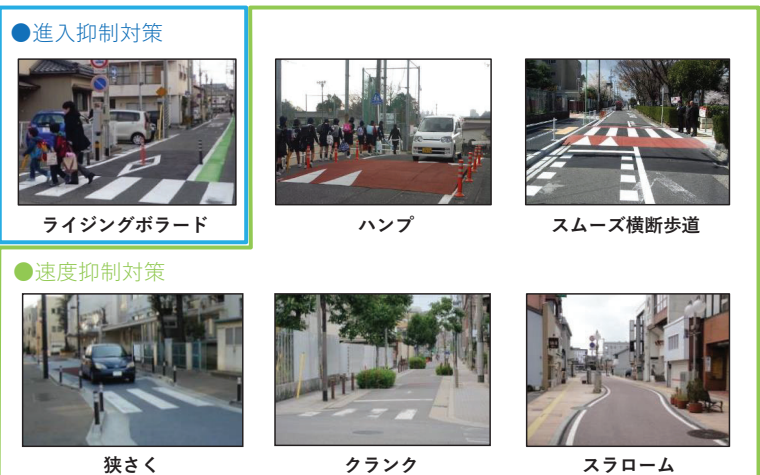 ●進入抑制対策
ライジングボラード
ハンプ
スムーズ横断歩道
●速度抑制対策
狭さく
クランク
スラローム